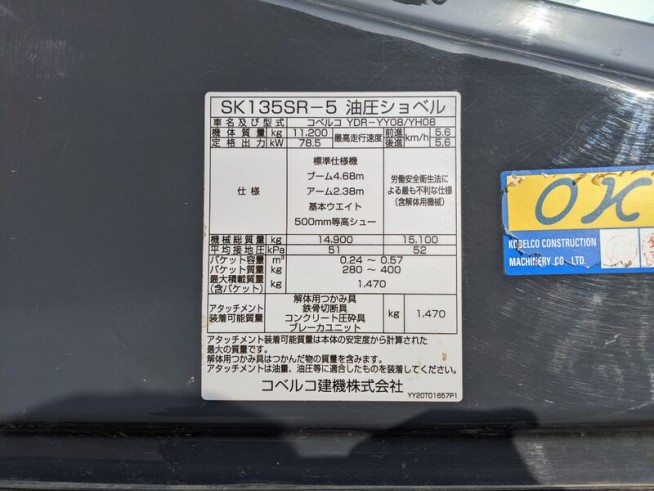 SK135SR-5 油圧ショベル
車名及び型式 コベルコ YDR-YY08/YH08
機体質量 kg 11.200 最高走行速度 前進 km/h 5.6
定格出力 kW 78.5 後進 5.6
仕様 標準仕様機 労働安全衛生法に
ブーム4.68m よる最も不利な仕様
アーム2.38m (含解体用機械)
基本ウエイト
500mm等高シュー
機械総質量 kg 14.900 15.100
平均接地圧 kPa 51 52
バケット容量 m³ 0.24 ～ 0.57
バケット質量 kg 280 ～ 400
最大積載質量 (含バケット) kg 1.470
アタッチメント 装着可能質量 解体用つかみ具 kg 1.470
鉄骨切断具
コンクリート圧砕具
ブレーカユニット
アタッチメント装着可能質量は本体の安定度から計算された
最大の質量です。
解体用つかみ具はつかんだ物の質量を含みます。
アタッチメントは油量、油圧等に適合したものを装着してください。
コベルコ建機株式会社
YY20T01657P1
OK
KOBELCO CONSTRUCTION
MACHINERY CO., LTD.